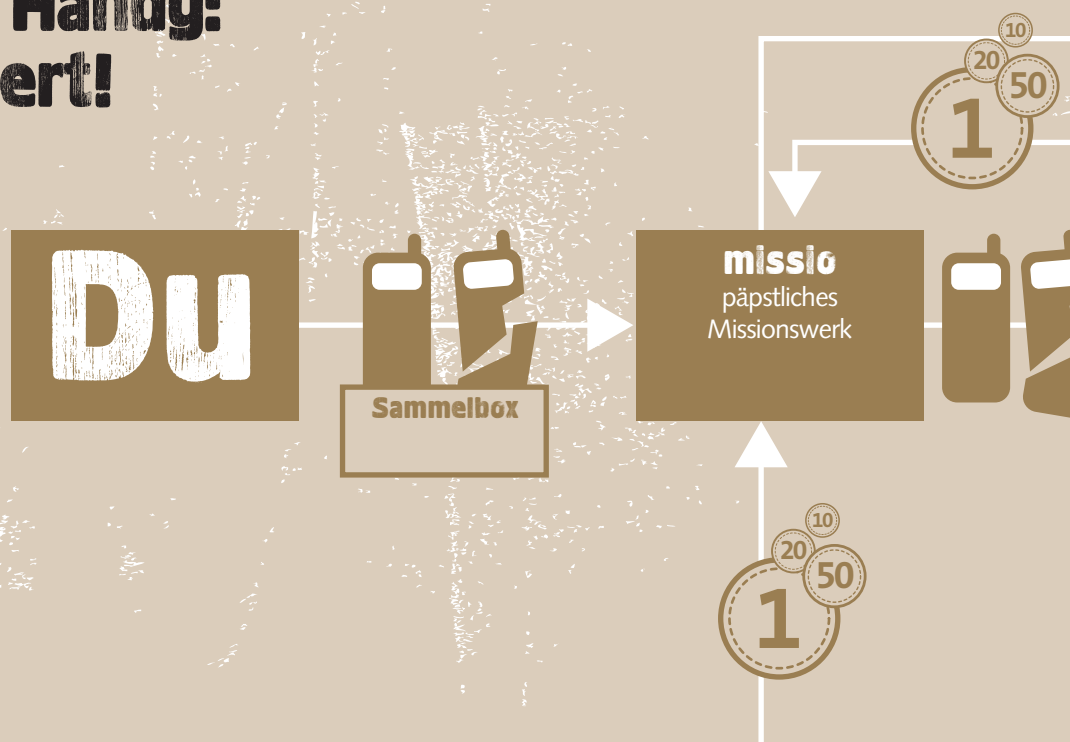 Handy:
ert!
10
20
50
1
Du
missio
päpstliches
Missionswerk
Sammelbox
10
20
50
1